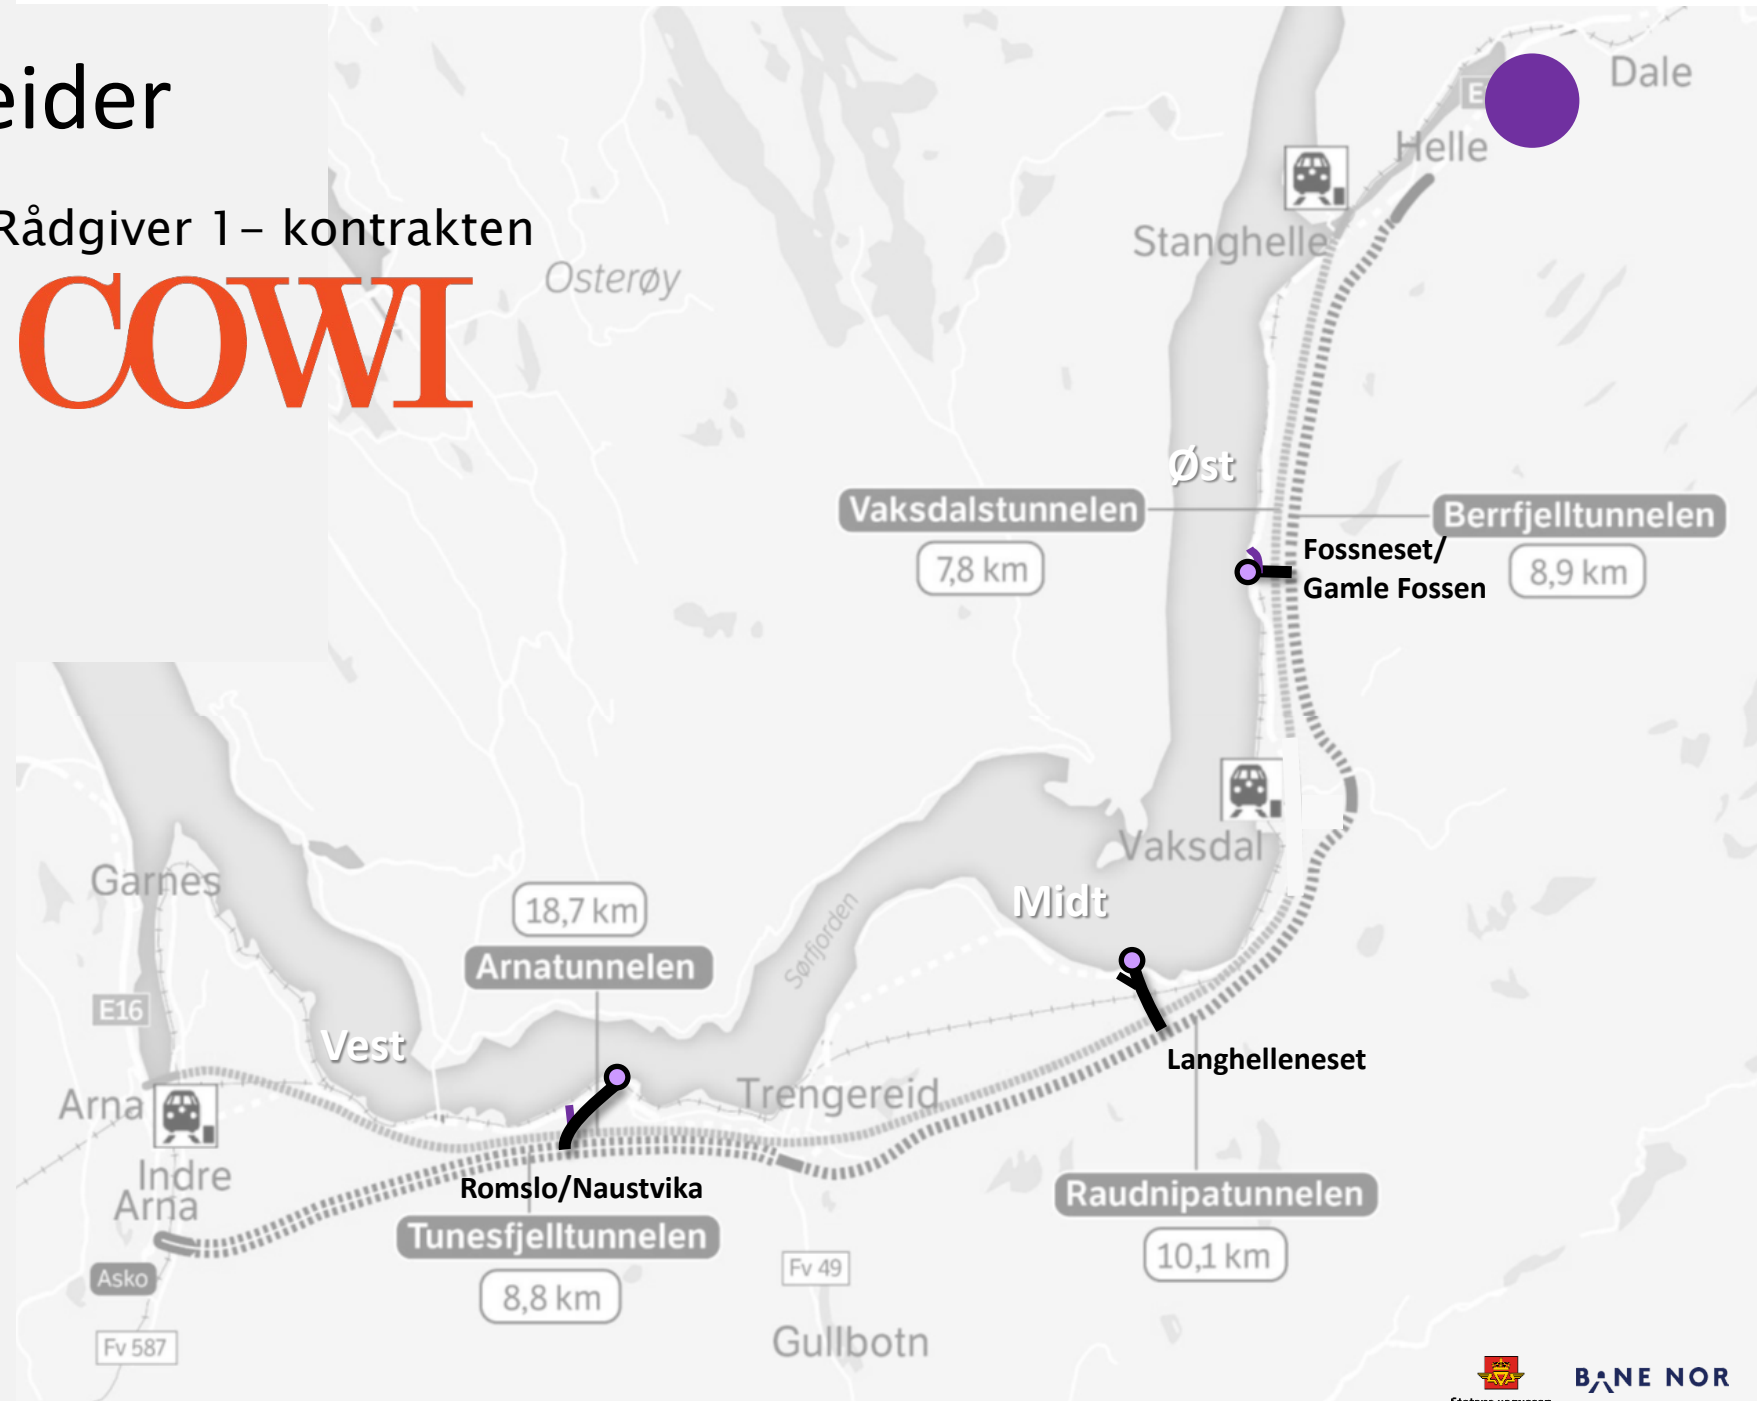 eider
Rådgiver 1- kontrakten
COWI
Osterøy
Dale
Helle
Stanghelle
Øst
Vaksdalstunnelen
7,8 km
Berrfjelltunnelen
8,9 km
Fossneset/
Gamle Fossen
Vaksdal
Garnes
18,7 km
Arnatunnelen
Sørfjorden
Midt
E16
Vest
Langhelleneset
Arna
Trengereid
Indre
Arna
Romslo/Naustvika
Tunesfjelltunnelen
8,8 km
Raudnipatunnelen
10,1 km
Asko
Fv 49
Fv 587
Gullbotn
BANE NOR